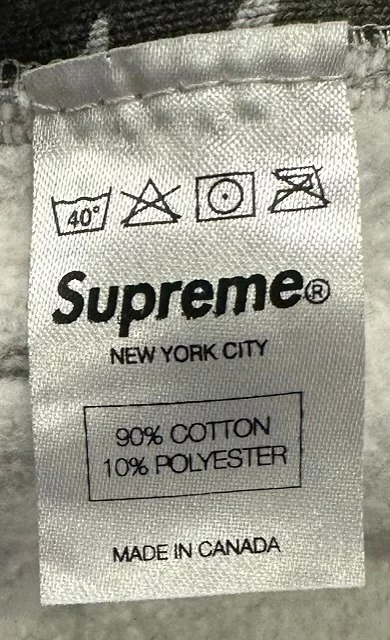 40°
Supreme®
NEW YORK CITY
90% COTTON
10% POLYESTER
MADE IN CANADA